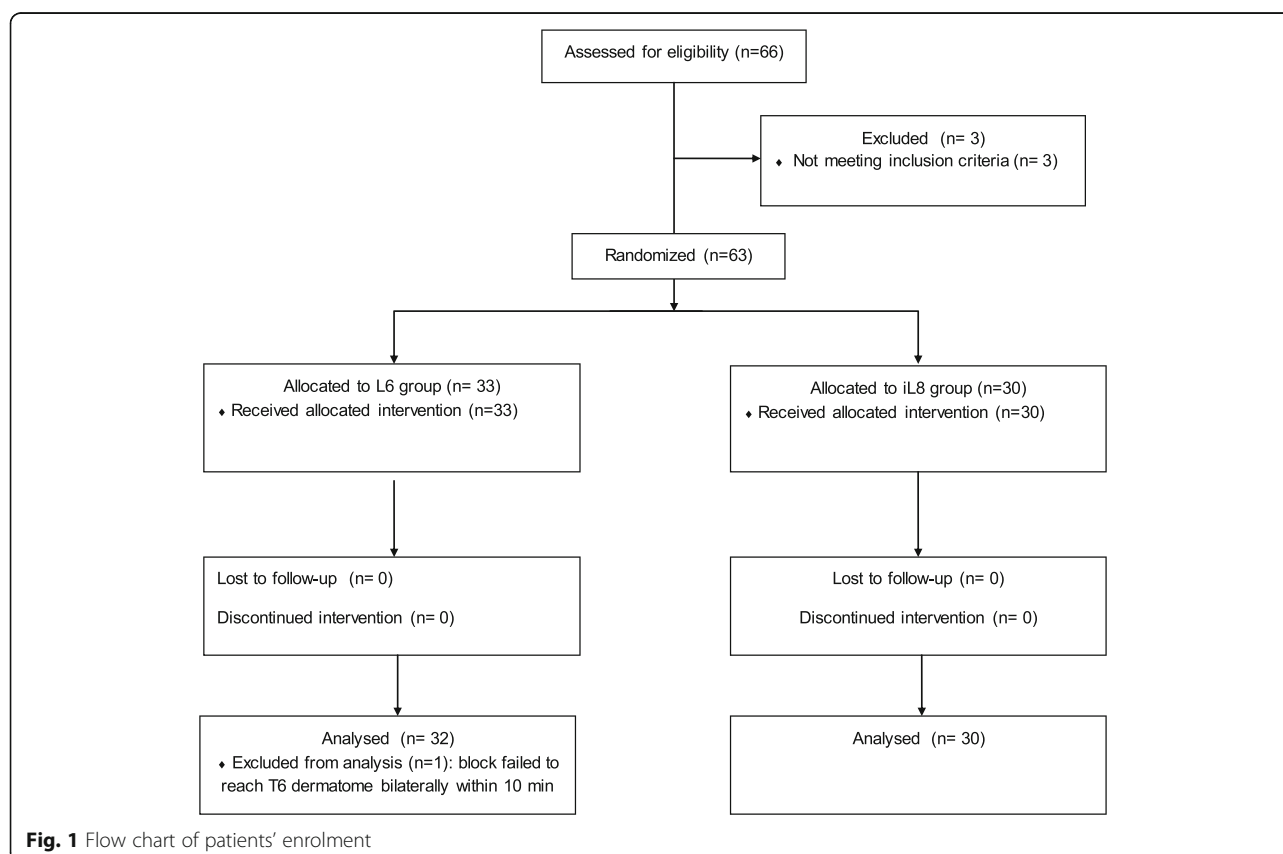 Assessed for eligibility (n=66)
Excluded (n= 3)
♦ Not meeting inclusion criteria (n= 3)
Randomized (n=63)
Allocated to L6 group (n= 33)
♦ Received allocated intervention (n=33)
Allocated to iL8 group (n=30)
♦ Received allocated intervention (n=30)
Lost to follow-up (n= 0)
Discontinued intervention (n= 0)
Lost to follow-up (n= 0)
Discontinued intervention (n= 0)
Analysed (n= 32)
♦ Excluded from analysis (n=1): block failed to
reach T6 dermatome bilaterally within 10 min
Analysed (n= 30)
Fig. 1 Flow chart of patients’ enrolment